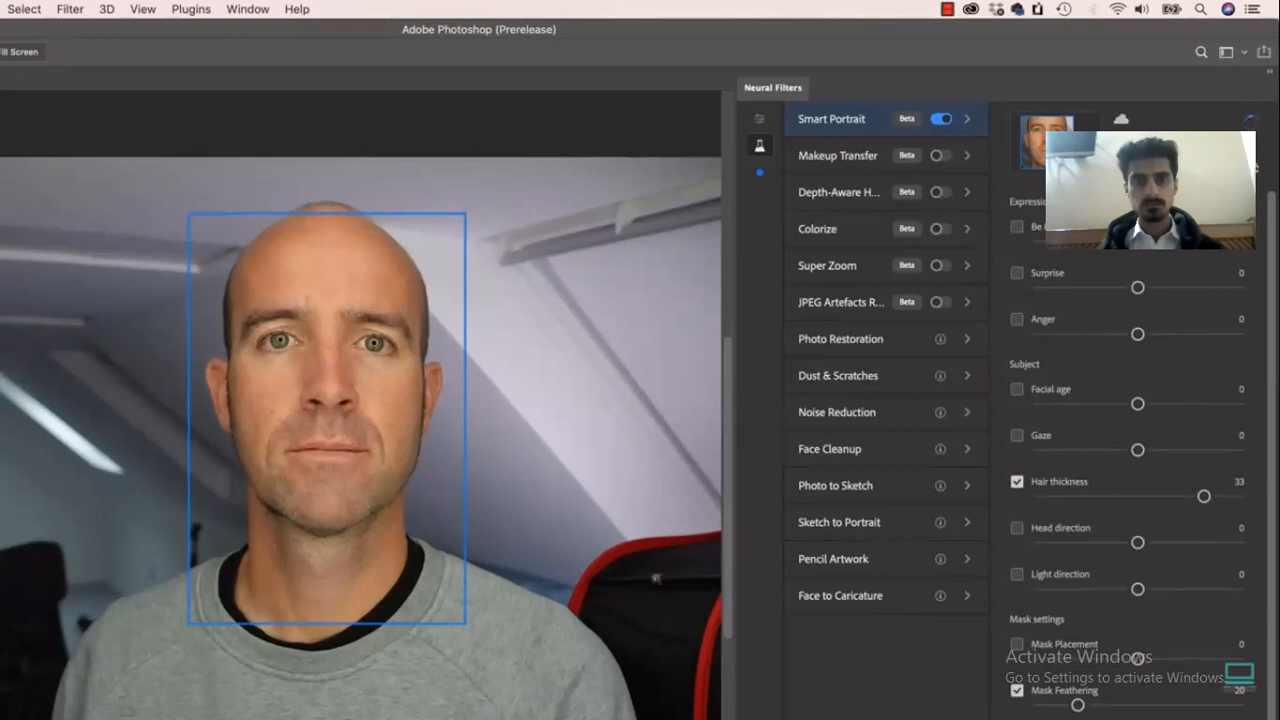 Select Filter 3D View Plugins Window Help
Adobe Photoshop (Prerelease)
ill Screen
Neural Filters
Smart Portrait Beta
Makeup Transfer Beta
Depth-Aware H... Beta
Colorize Beta
Super Zoom Beta
JPEG Artefacts R... Beta
Photo Restoration
Dust & Scratches
Noise Reduction
Face Cleanup
Photo to Sketch
Sketch to Portrait
Pencil Artwork
Face to Caricature
Be
Surprise 0
Anger 0
Subject
Facial age 0
Gaze 0
Hair thickness 33
Head direction 0
Light direction 0
Mask settings
Mask Placement 0
Activate Windows
Go to Settings to activate Windows.
Mask Feathering 20